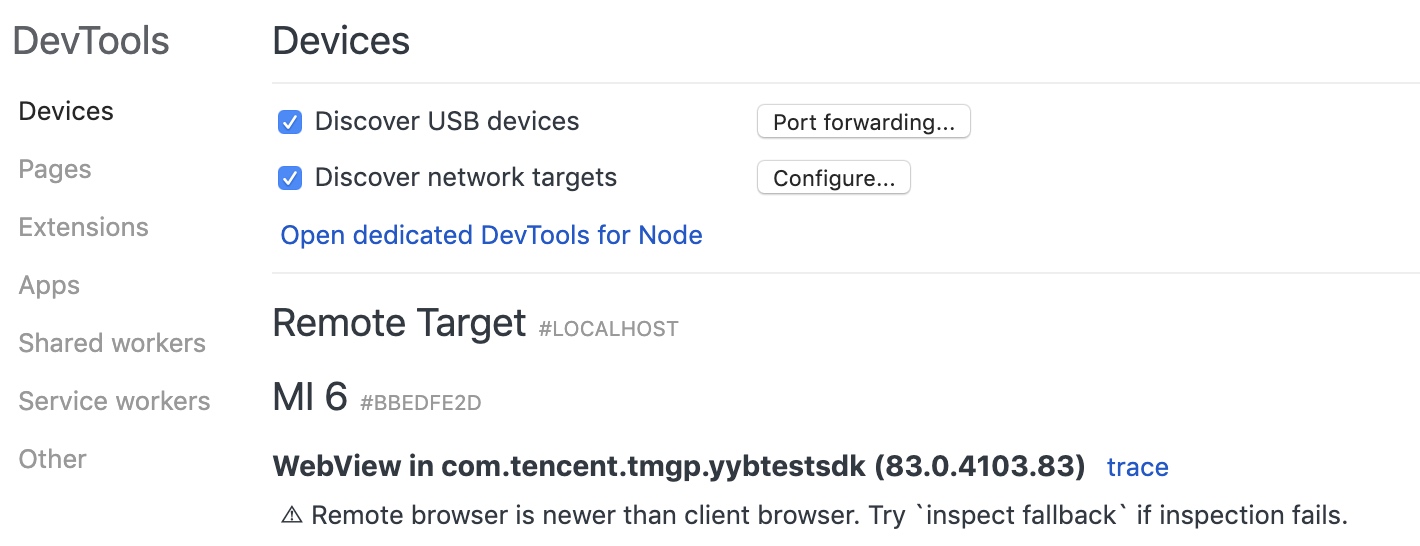 DevTools
Devices
Pages
Extensions
Apps
Shared workers
Service workers
Other
Devices
Discover USB devices
Port forwarding...
Discover network targets
Configure...
Open dedicated DevTools for Node
Remote Target #LOCALHOST
MI 6 #BBEDFE2D
WebView in com.tencent.tmgp.yybtestsdk (83.0.4103.83) trace
⚠ Remote browser is newer than client browser. Try `inspect fallback` if inspection fails.